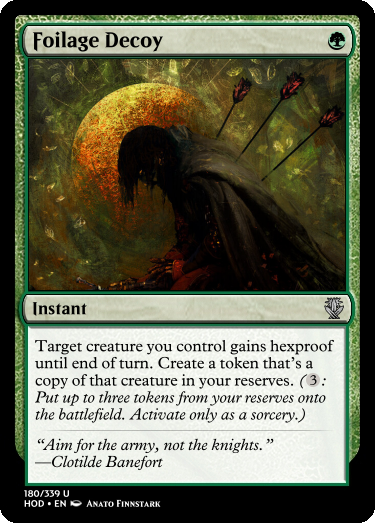 Foilage Decoy
Instant
Target creature you control gains hexproof
until end of turn. Create a token that's a
copy of that creature in your reserves. (3:
Put up to three tokens from your reserves onto
the battlefield. Activate only as a sorcery.)
“Aim for the army, not the knights.”
—Clotilde Banefort
180/339 U
HOD • EN Anato Finnstark